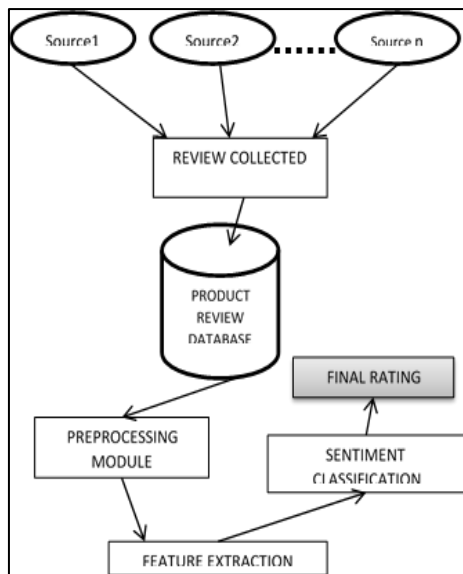 Source1
Source2
Source n
REVIEW COLLECTED
PRODUCT
REVIEW
DATABASE
FINAL RATING
PREPROCESSING
MODULE
SENTIMENT
CLASSIFICATION
FEATURE EXTRACTION